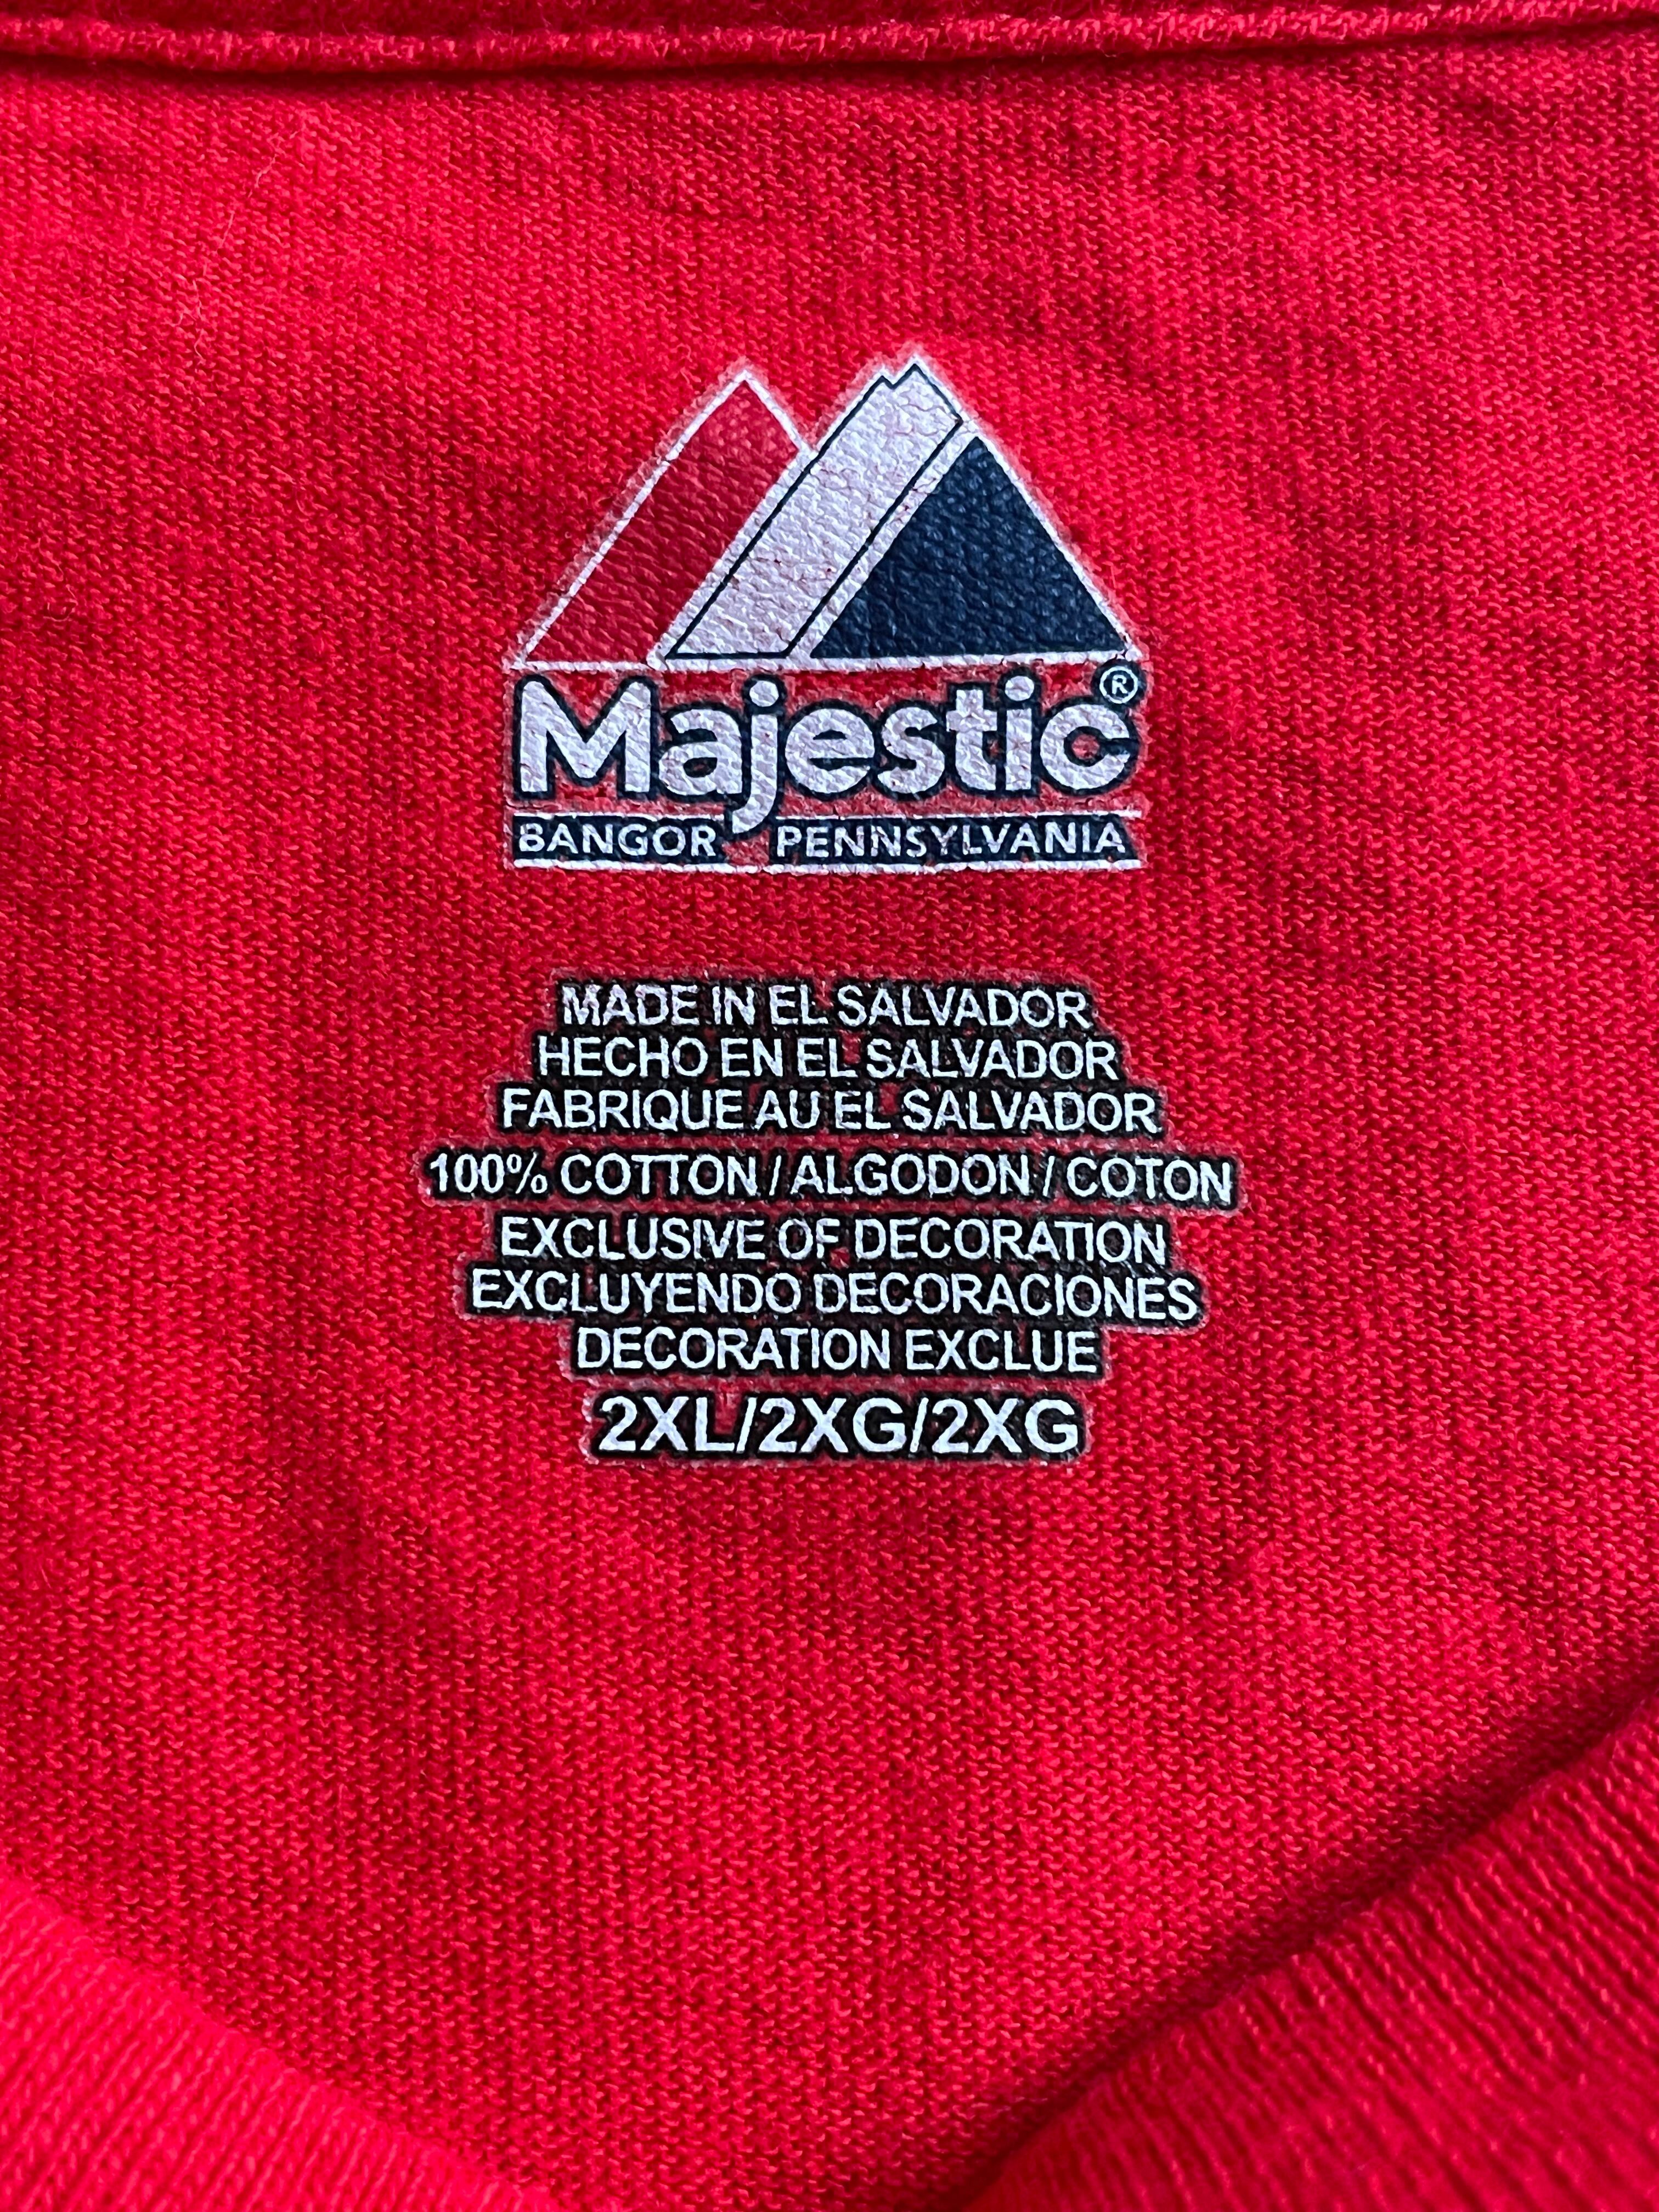 Majestic®
BANGOR PENNSYLVANIA
MADE IN EL SALVADOR
HECHO EN EL SALVADOR
FABRIQUE AU EL SALVADOR
100% COTTON / ALGODON / COTON
EXCLUSIVE OF DECORATION
EXCLUYENDO DECORACIONES
DECORATION EXCLUE
2XL/2XG/2XG